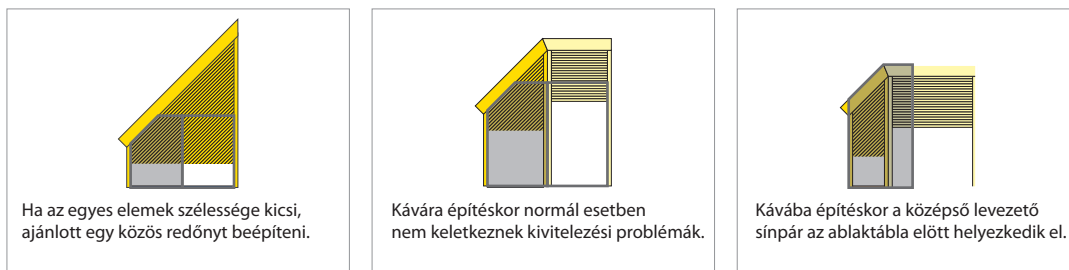 Ha az egyes elemek szélessége kicsi,
ajánlott egy közös redőnyt beépíteni.
Kávára építéskor normál esetben
nem keletkeznek kivitelezési problémák.
Kávába építéskor a középső levezető
sínpár az ablaktábla elött helyezkedik el.